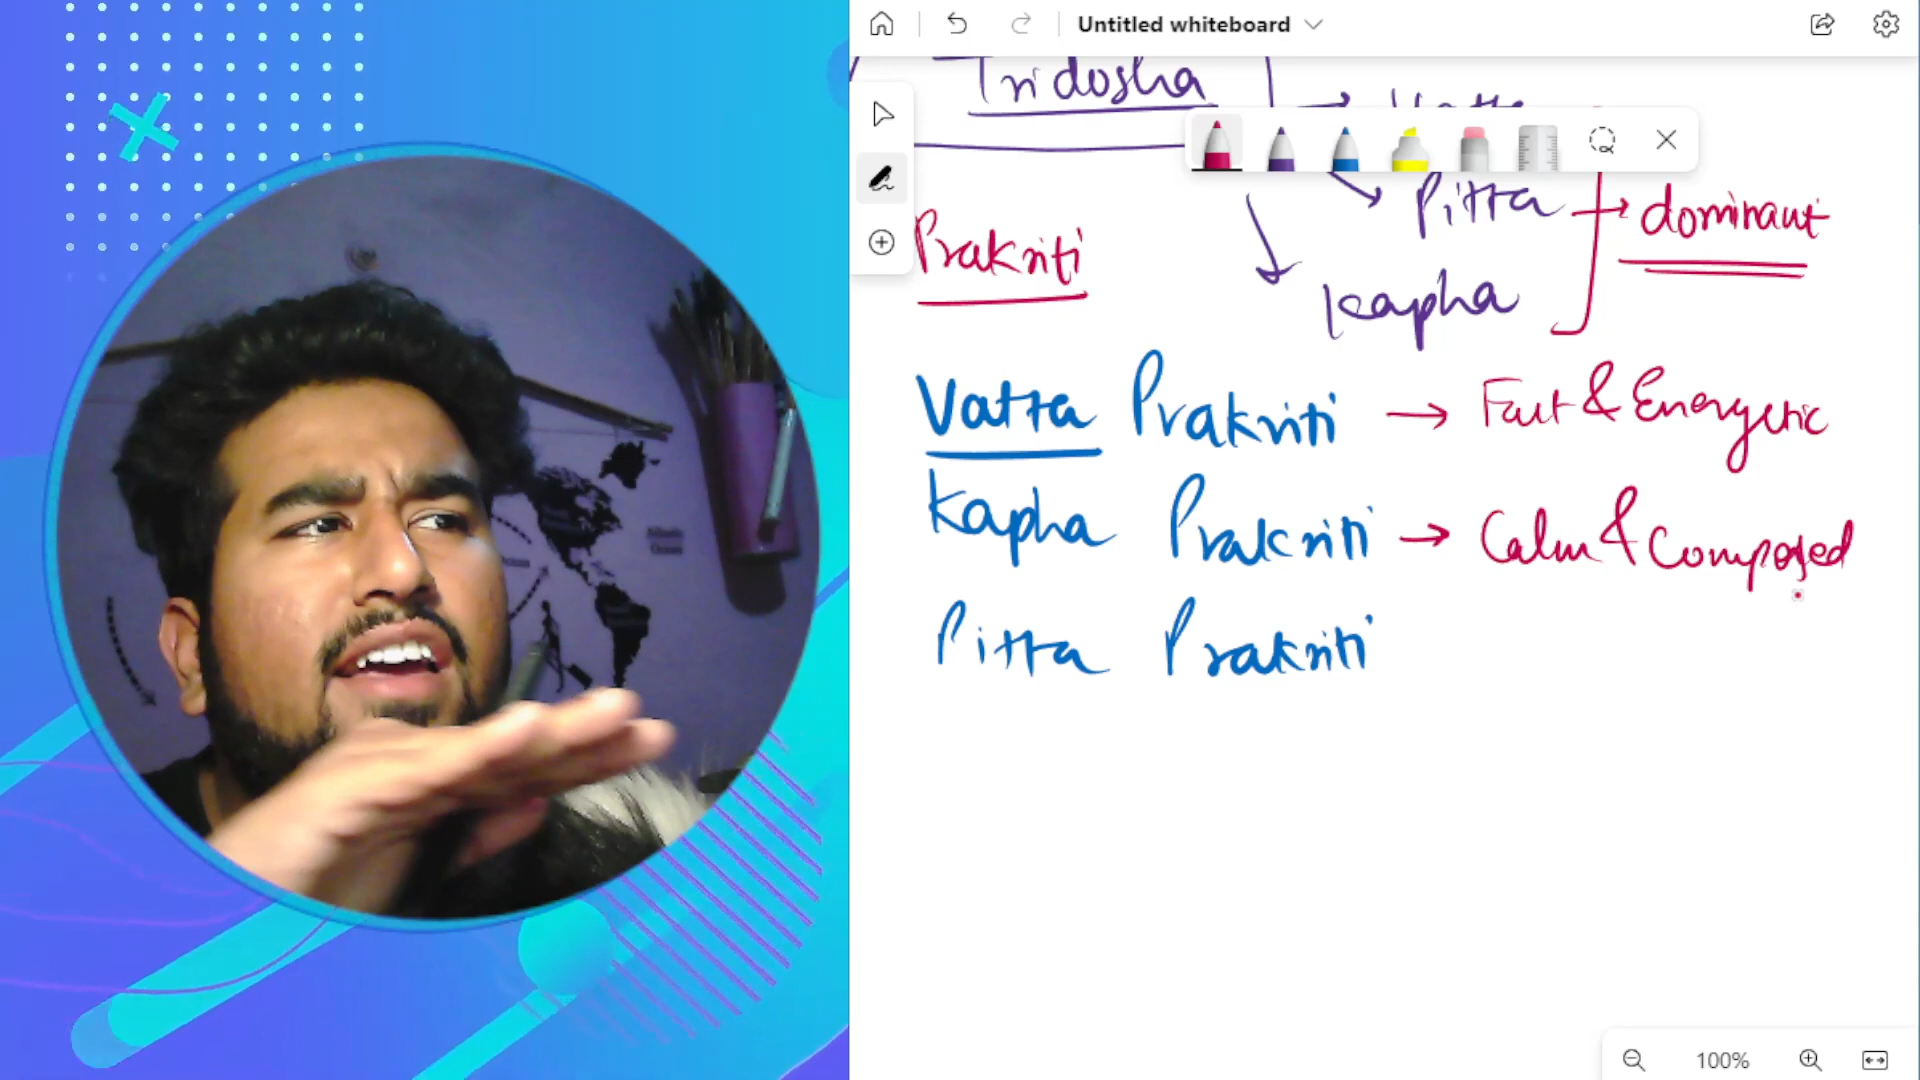 Untitled whiteboard
Tridosha
Pitta → dominant
Prakriti
Kapha
Vatta Prakriti → Fast & Energetic
Kapha Prakriti → Calm & Composed
Pitta Prakriti
100%